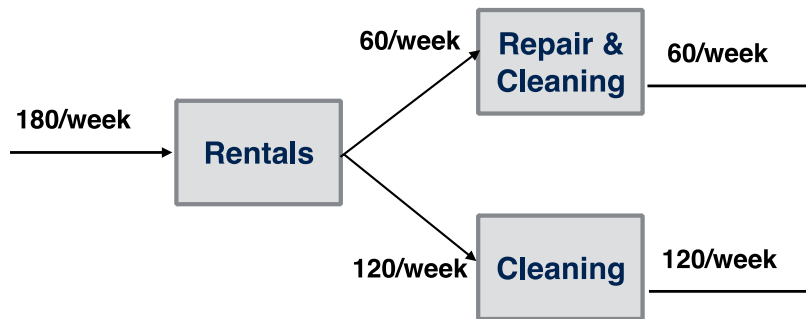 60/week
Repair &
Cleaning
60/week
180/week
Rentals
120/week
Cleaning
120/week